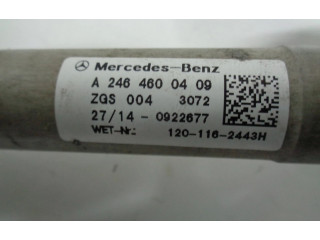 Mercedes-Benz
A 246 460 04 09
ZGS 004 3072
27/14 - 0922677
WET-Nr.: 120-116-2443H